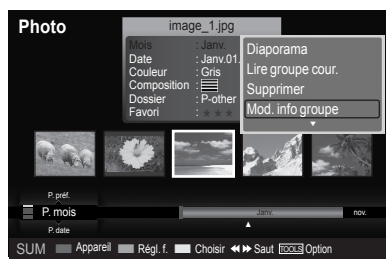 Photo
image_1.jpg
Mois : Janv.
Date : Janv.01.
Couleur : Gris
Composition :
Dossier : P-other
Favori : ★ ★ ★
Diaporama
Lire groupe cour.
Supprimer
Mod. info groupe
P. préf.
P. mois
Janv.
nov.
P. date
SUM Appareil Régl. f. Choisir Saut TOOLS Option